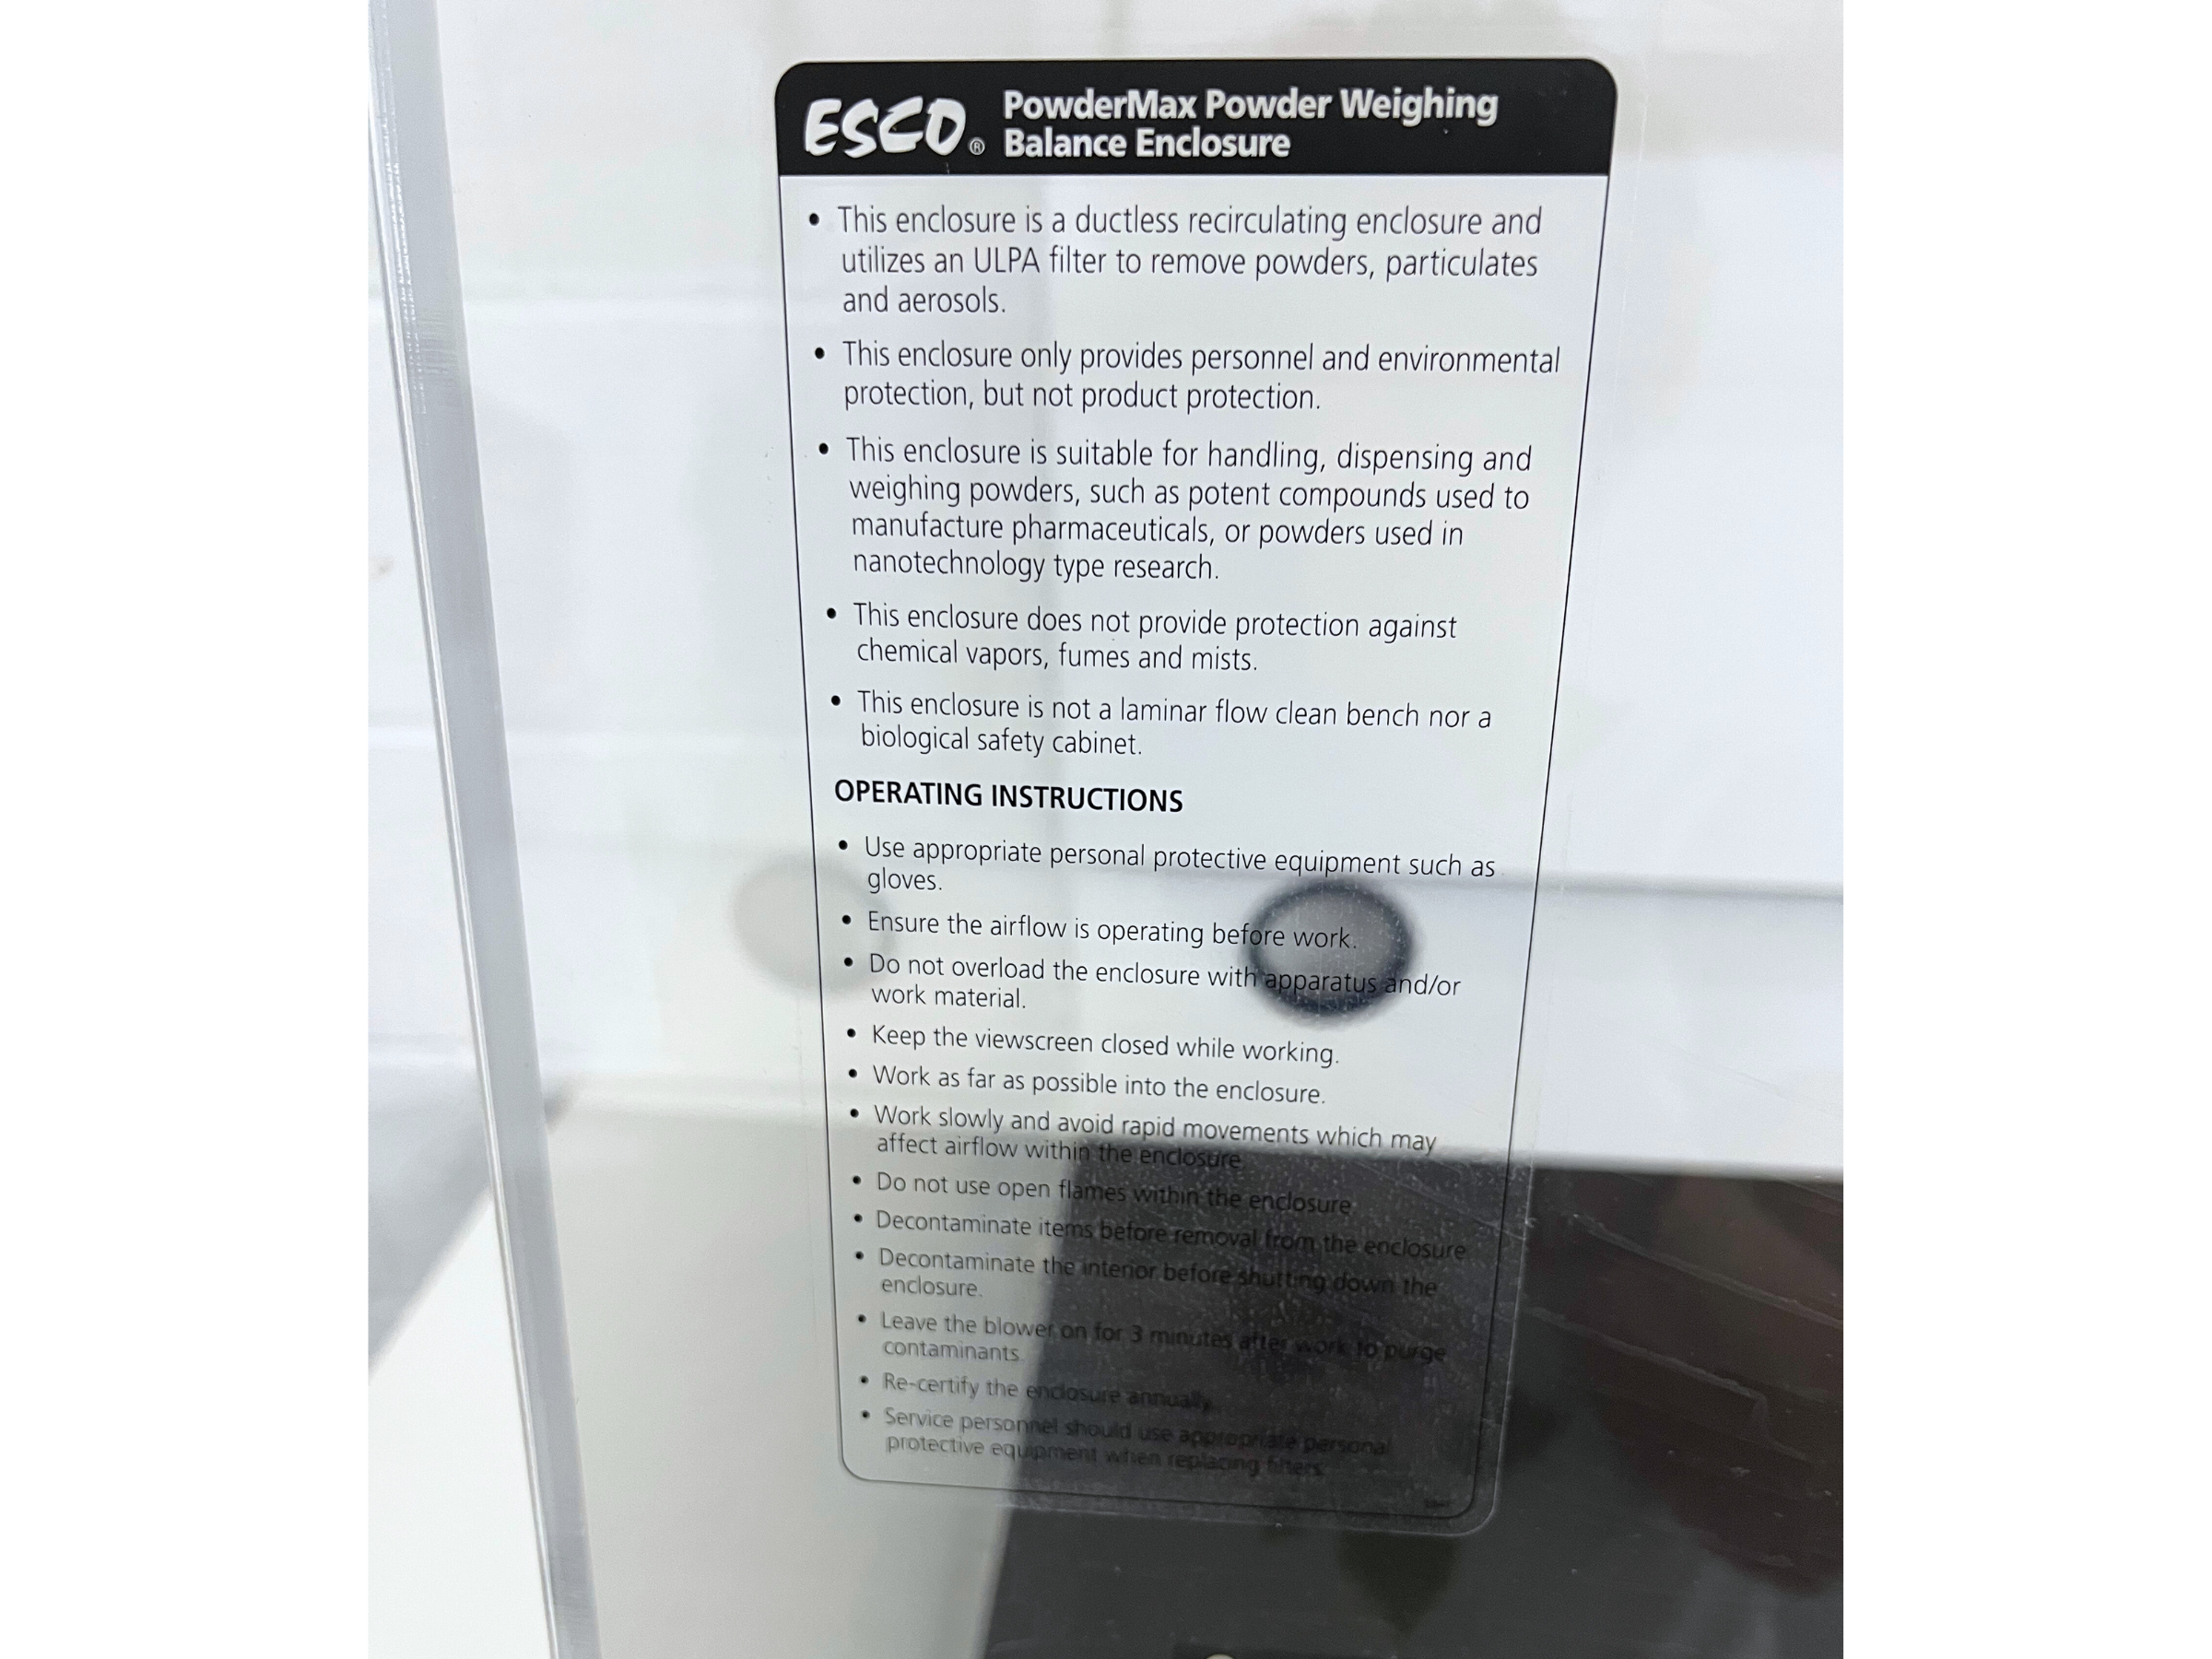 ESCO® PowderMax Powder Weighing
Balance Enclosure
• This enclosure is a ductless recirculating enclosure and
utilizes an ULPA filter to remove powders, particulates
and aerosols.
• This enclosure only provides personnel and environmental
protection, but not product protection.
• This enclosure is suitable for handling, dispensing and
weighing powders, such as potent compounds used to
manufacture pharmaceuticals, or powders used in
nanotechnology type research.
• This enclosure does not provide protection against
chemical vapors, fumes and mists.
• This enclosure is not a laminar flow clean bench nor a
biological safety cabinet.
OPERATING INSTRUCTIONS
• Use appropriate personal protective equipment such as
gloves.
• Ensure the airflow is operating before work.
• Do not overload the enclosure with apparatus and/or
work material.
• Keep the viewscreen closed while working.
• Work as far as possible into the enclosure.
• Work slowly and avoid rapid movements which may
affect airflow within the enclosure.
• Do not use open flames within the enclosure.
• Decontaminate items before removal from the enclosure.
• Decontaminate the interior before shutting down the
enclosure.
• Leave the blower on for 3 minutes after work to purge
contaminants.
• Re-certify the enclosure annually.
• Service personnel should use appropriate personal
protective equipment when replacing filters.